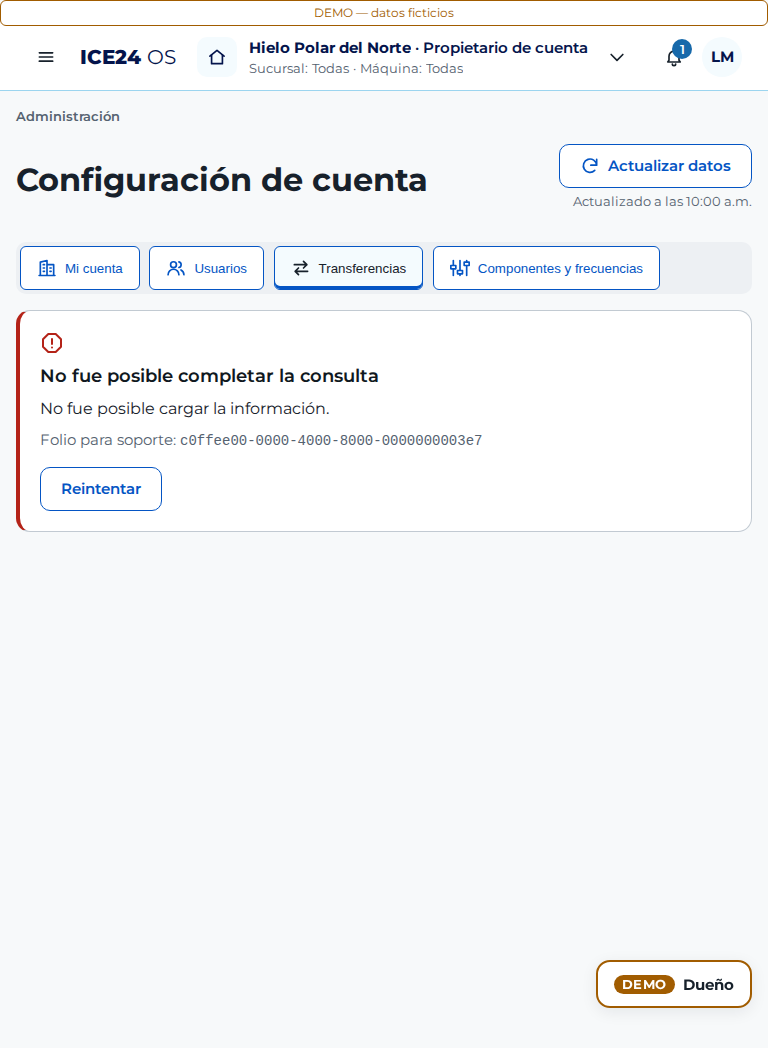 DEMO — datos ficticios
ICE24 OS
Hielo Polar del Norte · Propietario de cuenta
Sucursal: Todas · Máquina: Todas
1
LM
Administración
Configuración de cuenta
Actualizar datos
Actualizado a las 10:00 a.m.
Mi cuenta
Usuarios
Transferencias
Componentes y frecuencias
No fue posible completar la consulta
No fue posible cargar la información.
Folio para soporte: c0ffee00-0000-4000-8000-0000000003e7
Reintentar
DEMO Dueño